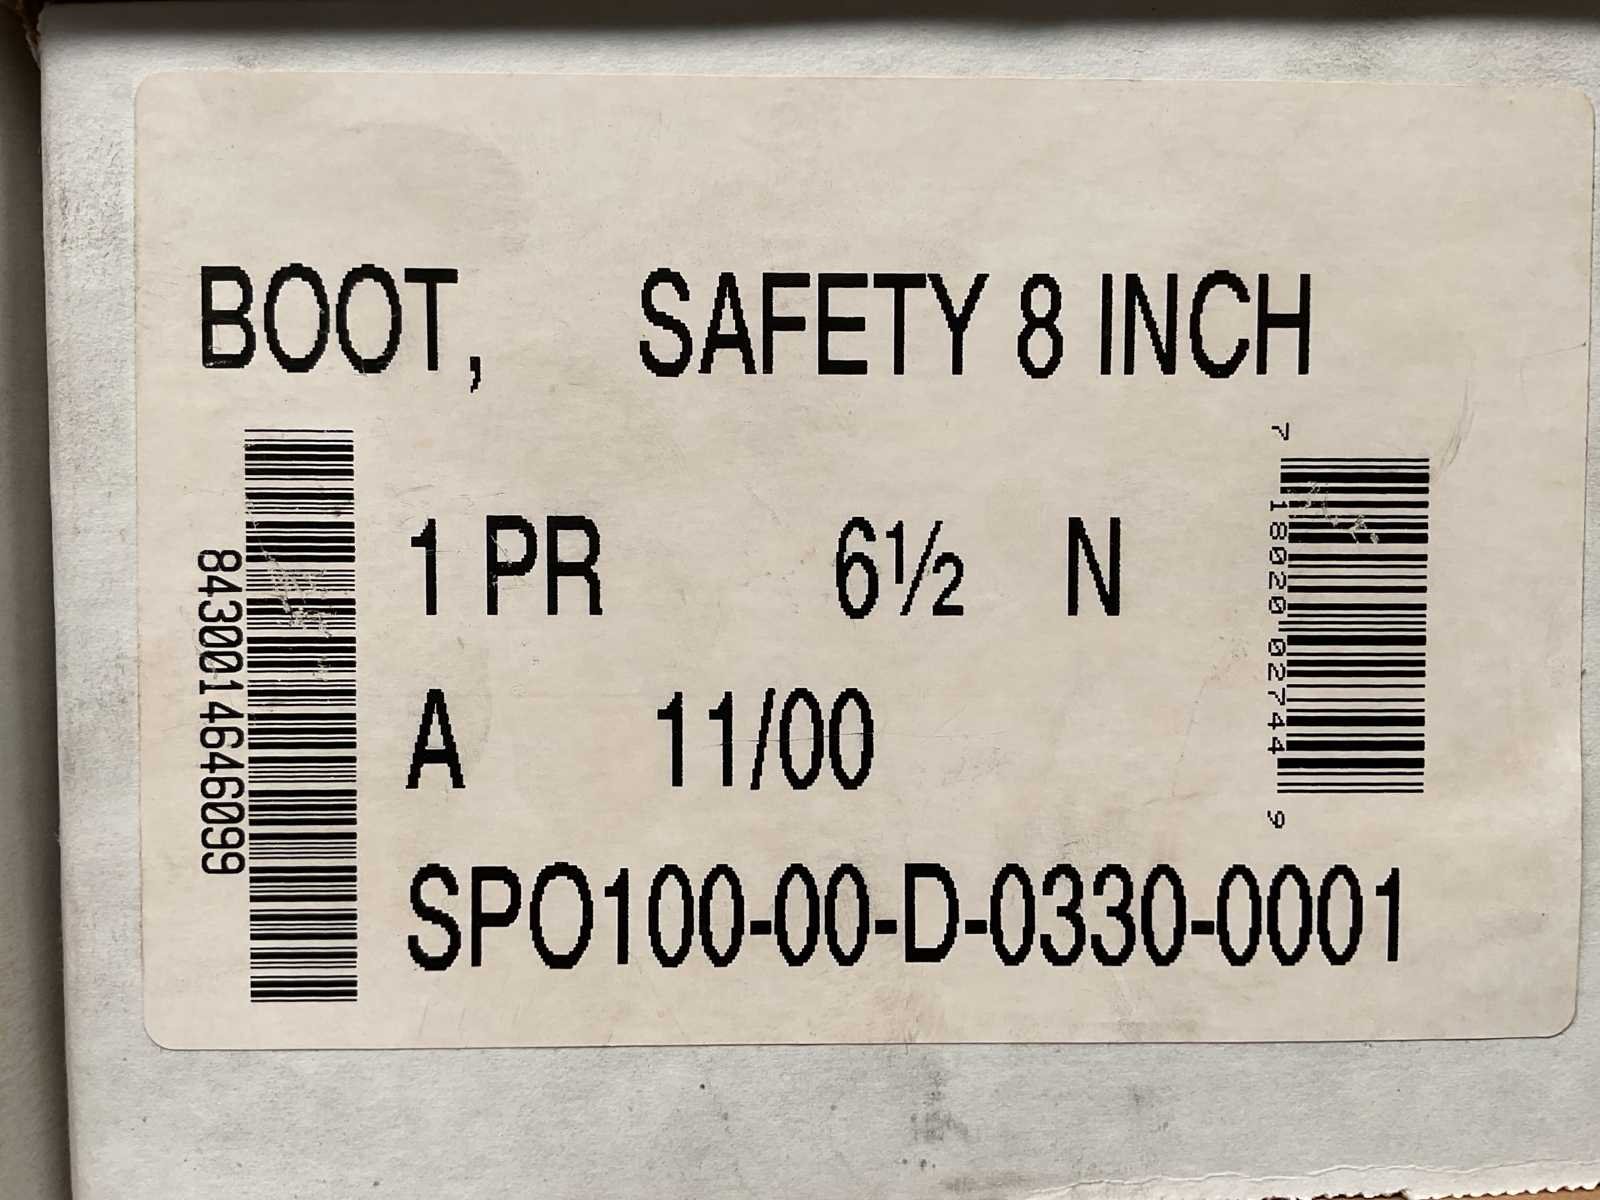 BOOT, SAFETY 8 INCH
8430014646099
1 PR 6½ N
7 18020 02744 9
A 11/00
SPO100-00-D-0330-0001